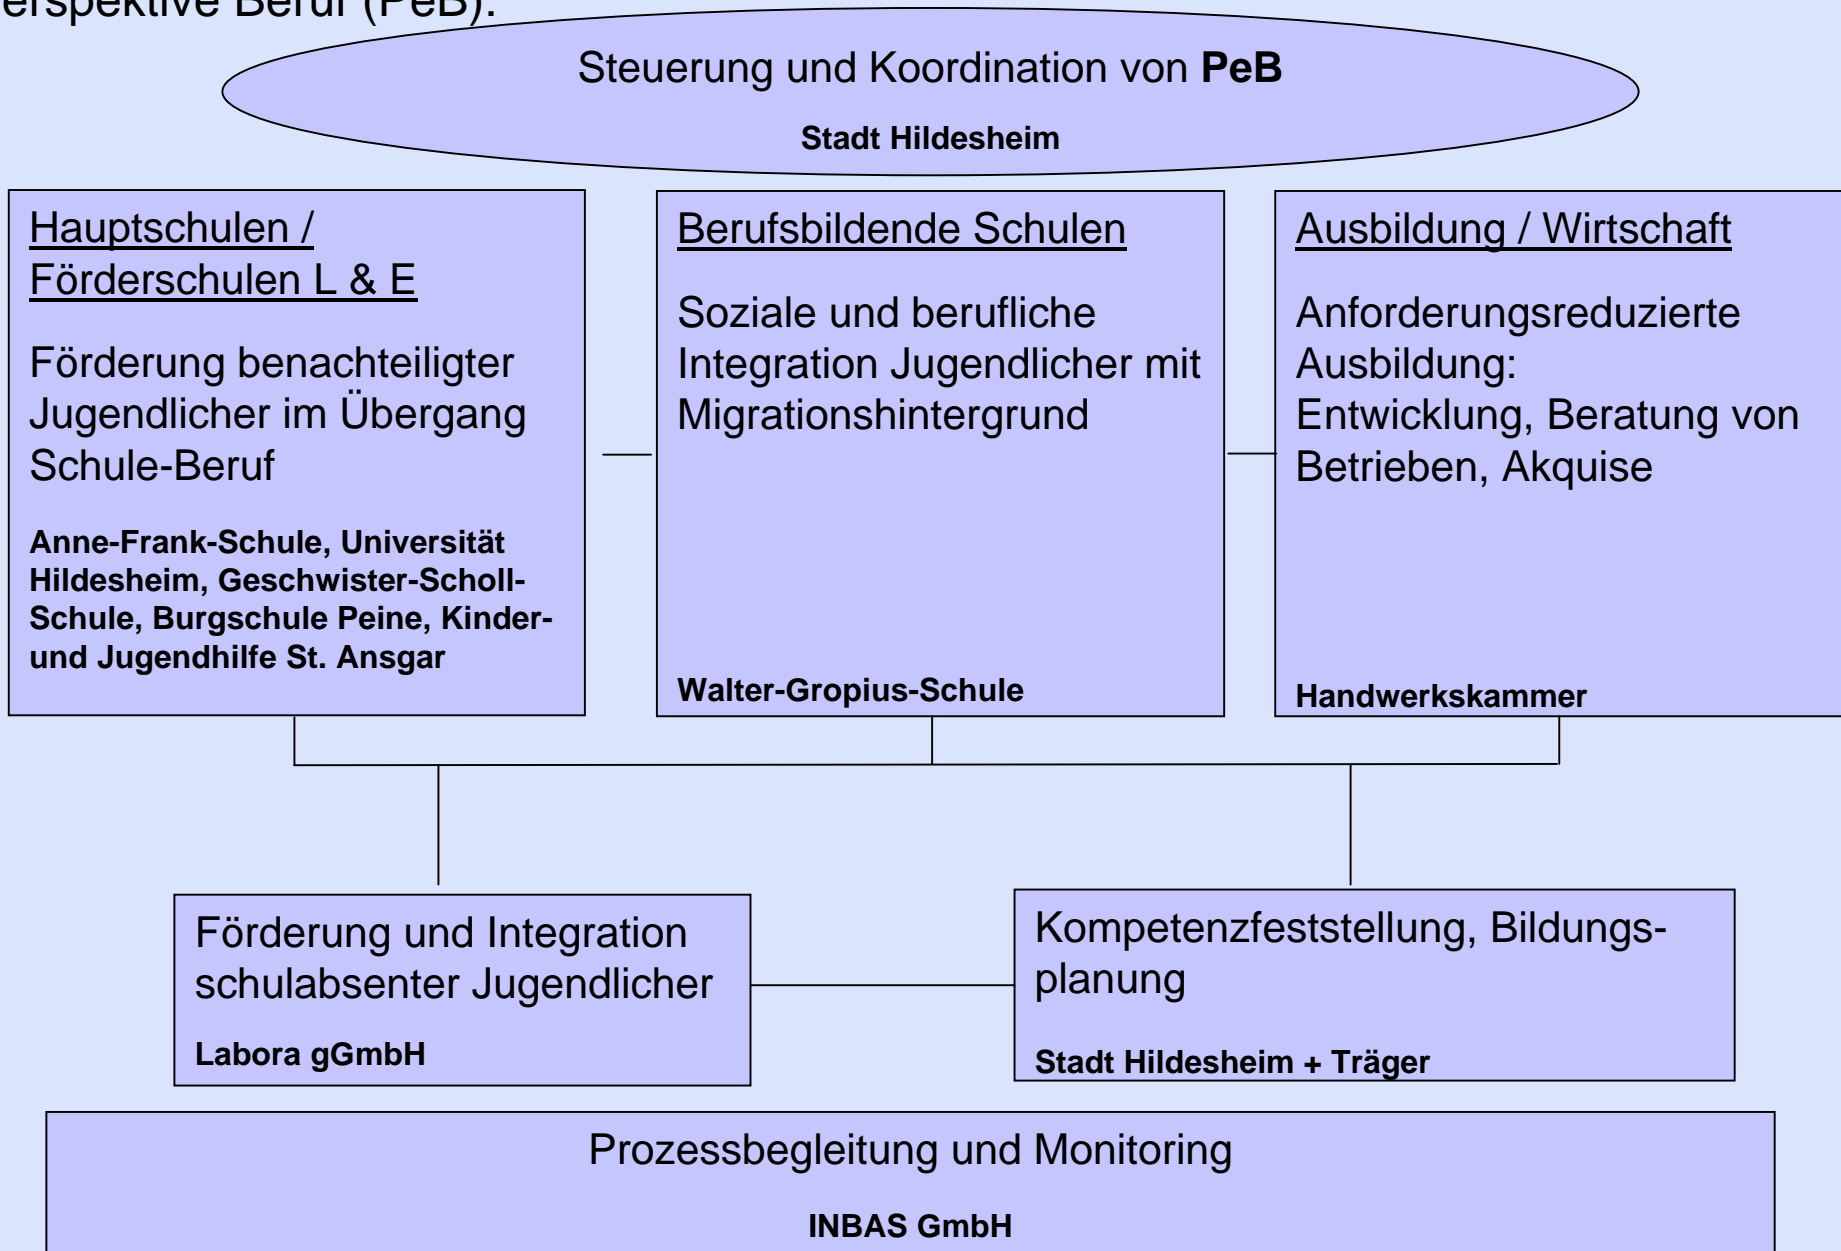 erspektive Beruf (PeB):
Steuerung und Koordination von PeB
Stadt Hildesheim
Hauptschulen /
Förderschulen L & E
Förderung benachteiligter
Jugendlicher im Übergang
Schule-Beruf
Anne-Frank-Schule, Universität
Hildesheim, Geschwister-Scholl-
Schule, Burgschule Peine, Kinder-
und Jugendhilfe St. Ansgar
Berufsbildende Schulen
Soziale und berufliche
Integration Jugendlicher mit
Migrationshintergrund
Walter-Gropius-Schule
Ausbildung / Wirtschaft
Anforderungsreduzierte
Ausbildung:
Entwicklung, Beratung von
Betrieben, Akquise
Handwerkskammer
Förderung und Integration
schulabsenter Jugendlicher
Labora gGmbH
Kompetenzfeststellung, Bildungs-
planung
Stadt Hildesheim + Träger
Prozessbegleitung und Monitoring
INBAS GmbH